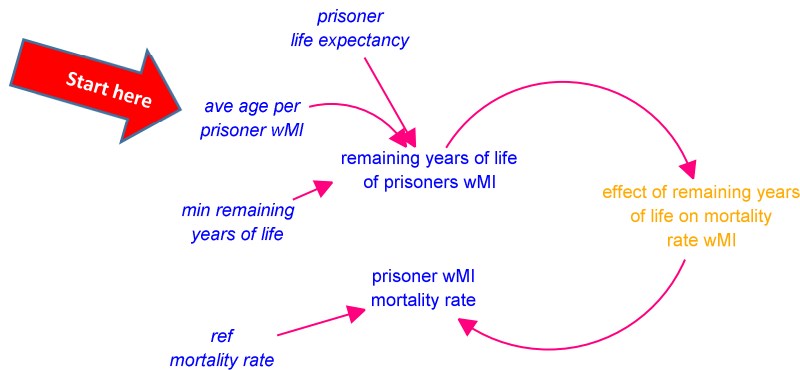 prisoner
life expectancy
Start here
ave age per
prisoner wMI
remaining years of life
of prisoners wMI
effect of remaining years
of life on mortality
rate wMI
min remaining
years of life
prisoner wMI
mortality rate
ref
mortality rate